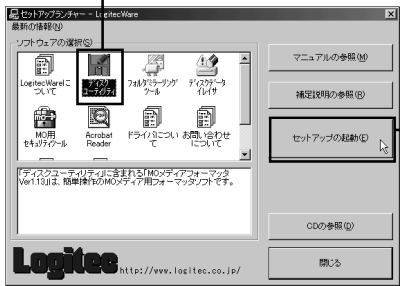 セットアップランチャー - LogitecWare
最新の情報(N)
ソフトウェアの選択(S)
LogitecWareに
ついて
ディスク
ユーティリティ
フォルダミラーリング
ツール
ディスクデータ
イレイサ
MO用
セキュリティツール
Acrobat
Reader
ドライバについ
て
お問い合わせ
について
「ディスクユーティリティ」に含まれる「MOメディアフォーマッタ
Ver1.13」は、簡単操作のMOメディア用フォーマッタソフトです。
マニュアルの参照(M)
補足説明の参照(R)
セットアップの起動(E)
CDの参照(D)
閉じる
Logitec
http://www.logitec.co.jp/